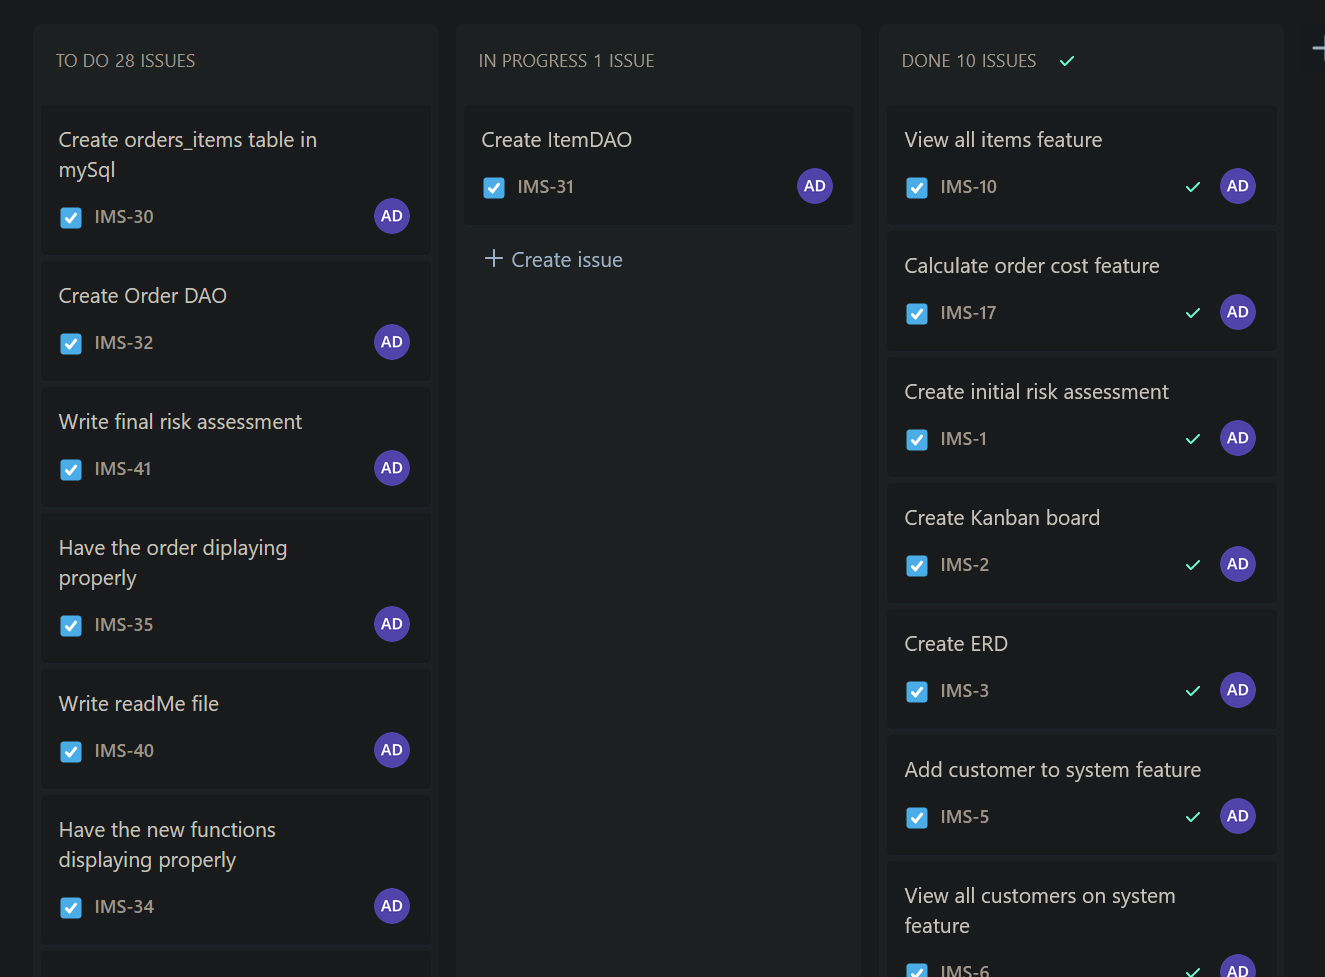 TO DO 28 ISSUES
Create orders_items table in
mySql
IMS-30
AD
Create Order DAO
IMS-32
AD
Write final risk assessment
IMS-41
AD
Have the order diplaying
properly
IMS-35
AD
Write readMe file
IMS-40
AD
Have the new functions
displaying properly
IMS-34
AD
IN PROGRESS 1 ISSUE
Create ItemDAO
IMS-31
AD
+ Create issue
DONE 10 ISSUES
View all items feature
IMS-10
AD
Calculate order cost feature
IMS-17
AD
Create initial risk assessment
IMS-1
AD
Create Kanban board
IMS-2
AD
Create ERD
IMS-3
AD
Add customer to system feature
IMS-5
AD
View all customers on system
feature
IMS-6
AD